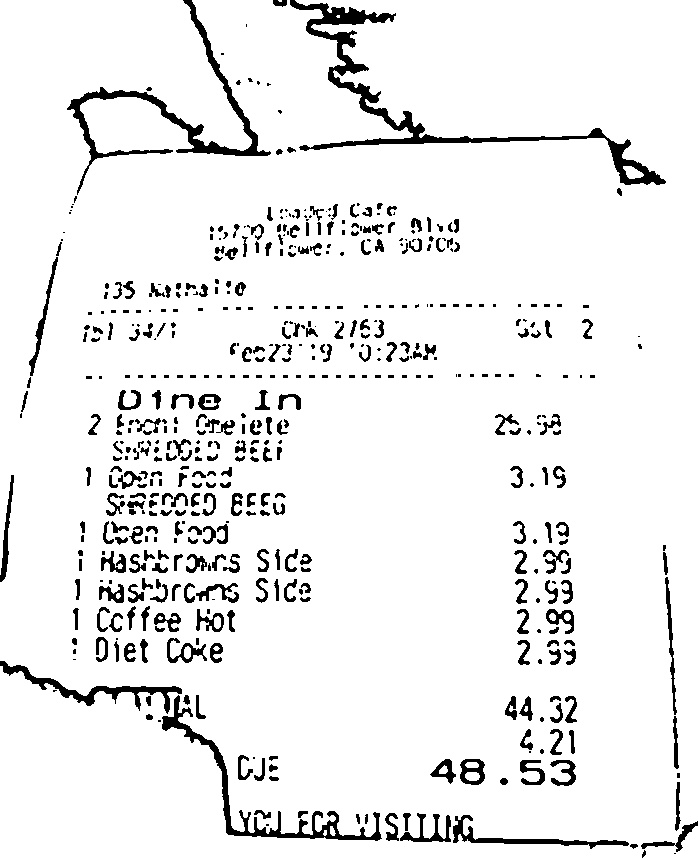 Loaded Cafe
15700 Bellflower Blvd
Bellflower, CA 90706
135 Nathalie
Tbl 34/1 Chk 2763 Gst 2
Feb23'19 10:23AM
Dine In
2 Enchi Omelete 25.98
SHREDDED BEEF
1 Open Food 3.19
SHREDDED BEEG
1 Open Food 3.19
1 Hashbrowns Side 2.99
1 Hashbrowns Side 2.99
1 Coffee Hot 2.99
1 Diet Coke 2.99
TAL 44.32
4.21
DUE 48.53
YOU FOR VISITING